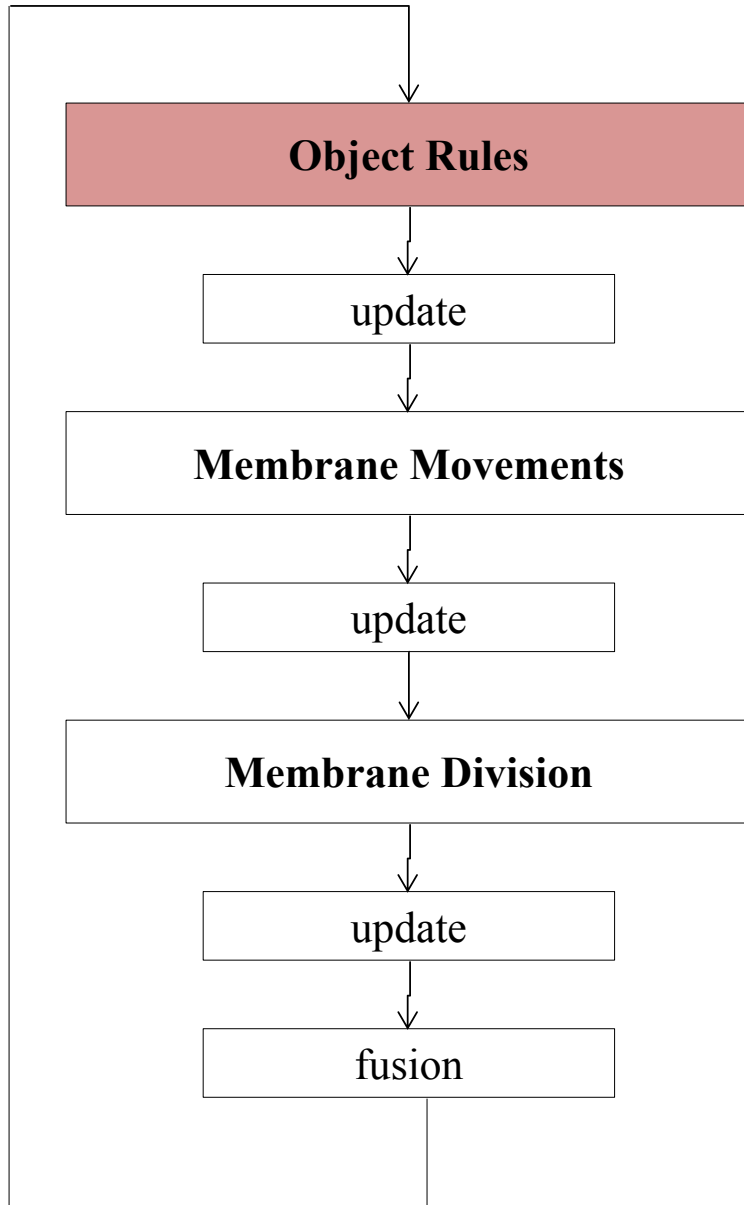 Object Rules
update
Membrane Movements
update
Membrane Division
update
fusion